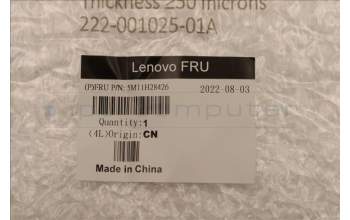 Thickness 250 microns
222-001025-01A
Lenovo FRU
(P)FRU P/N: 5M11H28426
2022-08-03
Quantity:1
(4L)Origin:CN
Made in China